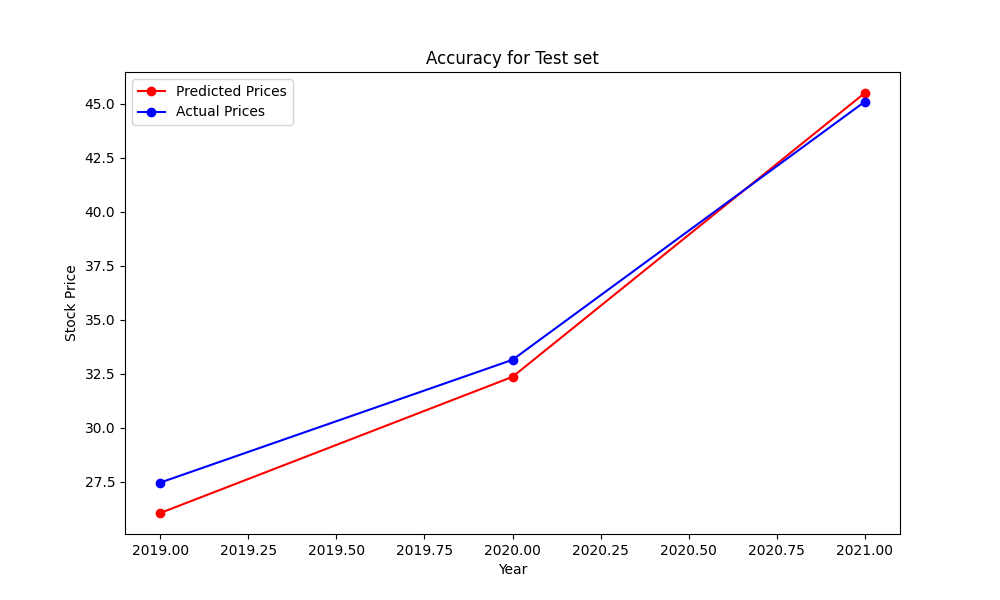 Accuracy for Test set
Predicted Prices
Actual Prices
45.0
42.5
40.0
37.5
35.0
32.5
30.0
27.5
Stock Price
2019.00 2019.25 2019.50 2019.75 2020.00 2020.25 2020.50 2020.75 2021.00
Year